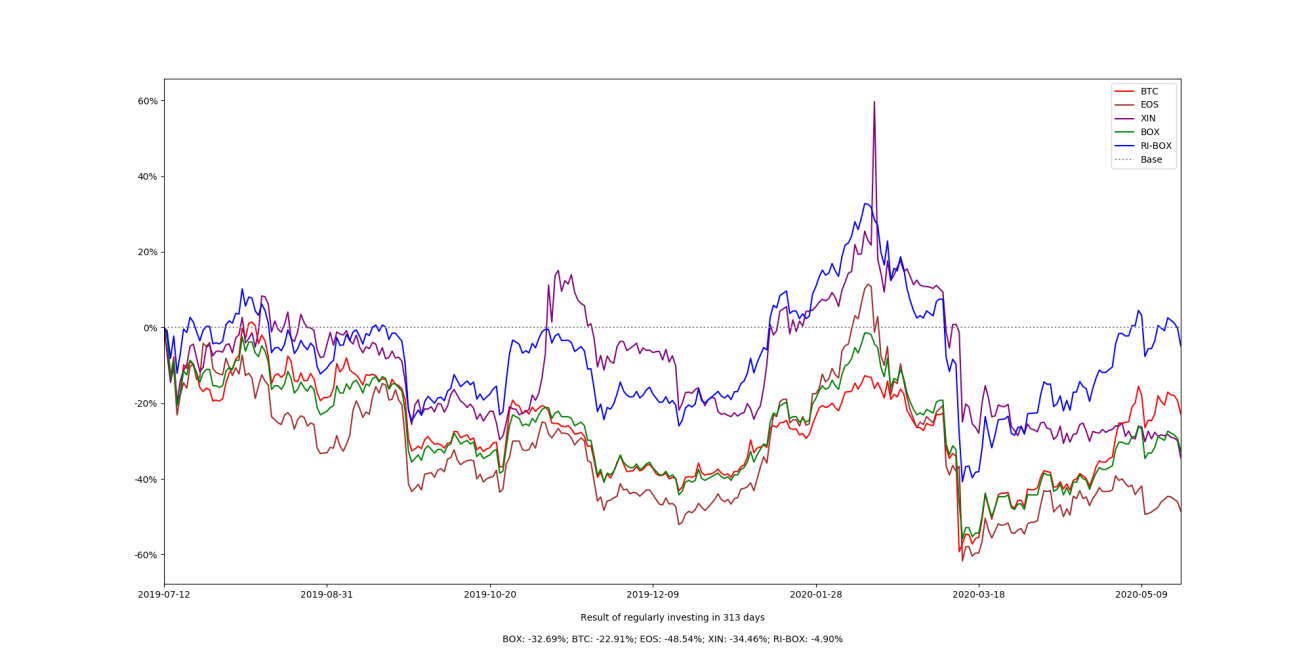 60%
40%
20%
0%
-20%
-40%
-60%
BTC
EOS
XIN
BOX
RI-BOX
Base
2019-07-12 2019-08-31 2019-10-20 2019-12-09 2020-01-28 2020-03-18 2020-05-09
Result of regularly investing in 313 days
BOX: -32.69%; BTC: -22.91%; EOS: -48.54%; XIN: -34.46%; RI-BOX: -4.90%